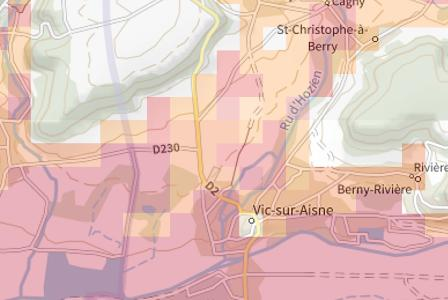 Cagny
St-Christophe-à-
Berry
Ru d'Hozien
D230
D2
Rivière
Berny-Rivière
Vic-sur-Aisne